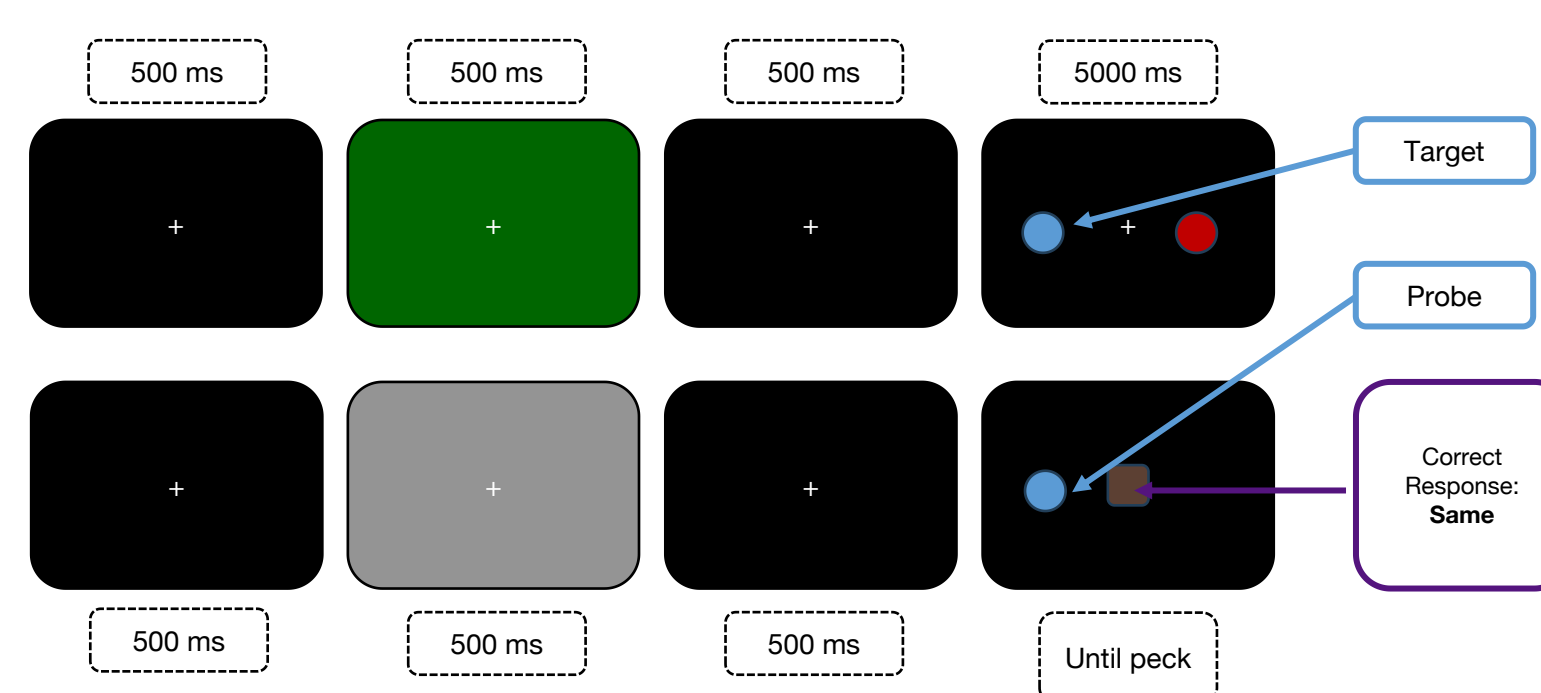 500 ms
500 ms
500 ms
5000 ms
+
+
+
+
Target
Probe
+
+
+
Correct
Response:
Same
500 ms
500 ms
500 ms
Until peck